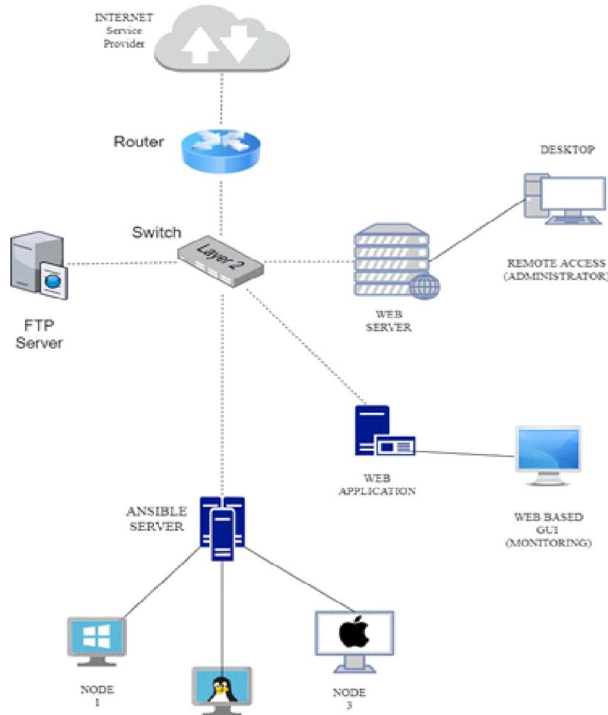 INTERNET
Service
Provider
Router
DESKTOP
Switch
Layer 2
REMOTE ACCESS
(ADMINISTRATOR)
FTP
Server
WEB
SERVER
WEB
APPLICATION
WEB BASED
GUI
(MONITORING)
ANSIBLE
SERVER
NODE
1
NODE
3